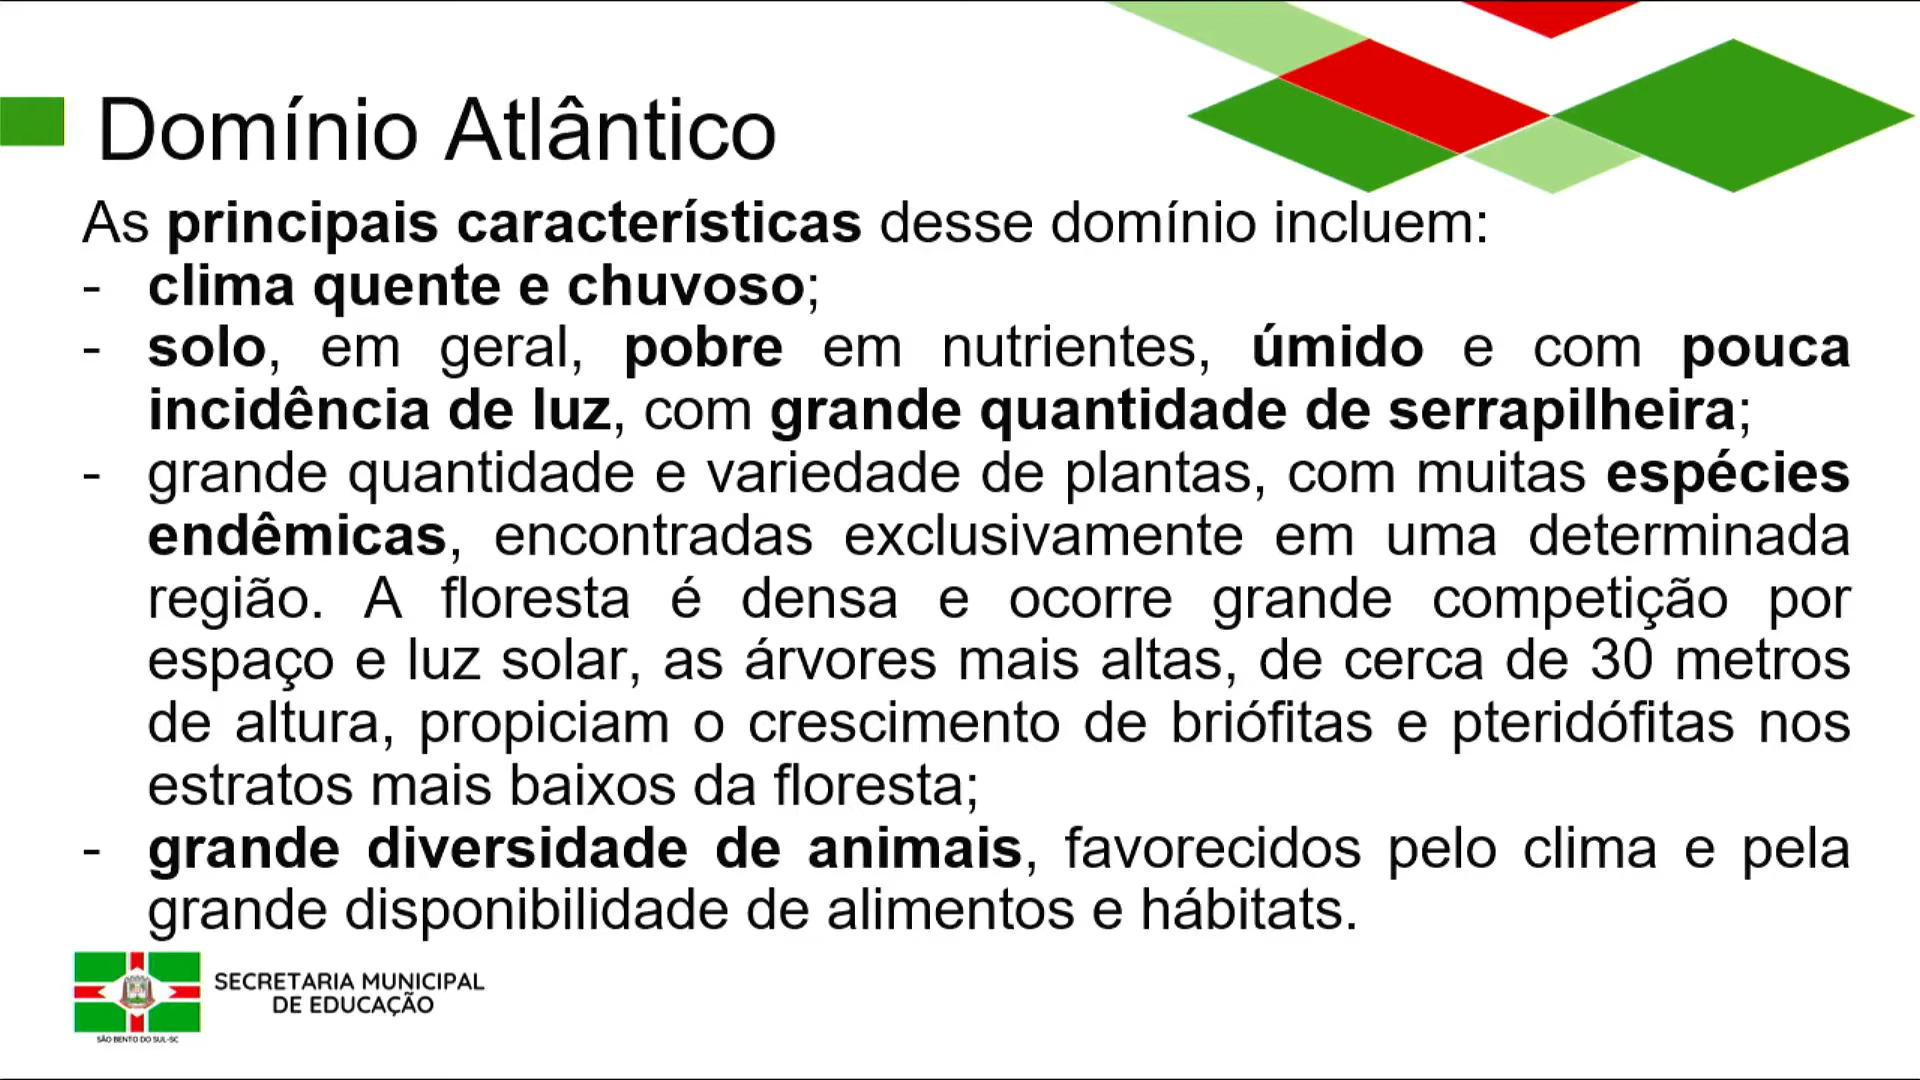 Domínio Atlântico
As principais características desse domínio incluem:
- clima quente e chuvoso;
- solo, em geral, pobre em nutrientes, úmido e com pouca
incidência de luz, com grande quantidade de serrapilheira;
- grande quantidade e variedade de plantas, com muitas espécies
endêmicas, encontradas exclusivamente em uma determinada
região. A floresta é densa e ocorre grande competição por
espaço e luz solar, as árvores mais altas, de cerca de 30 metros
de altura, propiciam o crescimento de briófitas e pteridófitas nos
estratos mais baixos da floresta;
- grande diversidade de animais, favorecidos pelo clima e pela
grande disponibilidade de alimentos e hábitats.
SECRETARIA MUNICIPAL
DE EDUCAÇÃO
SÃO BENTO DO SUL-SC